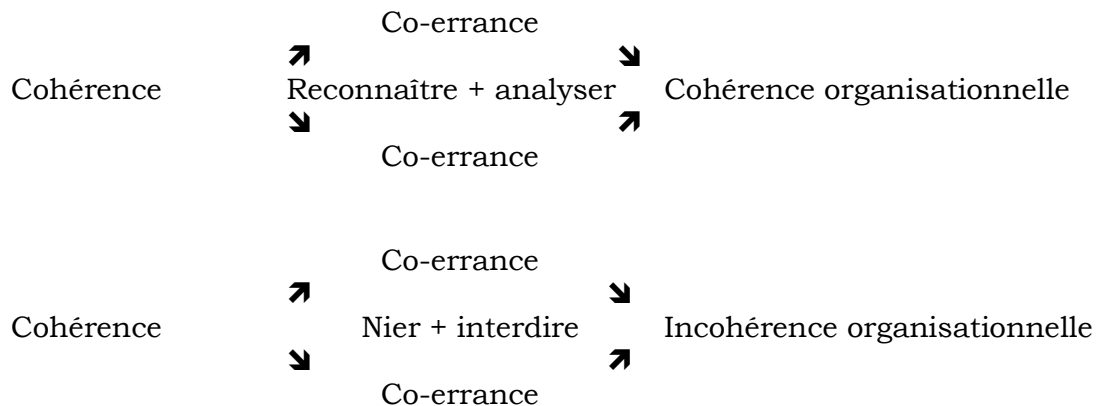 Co-errance
Cohérence Reconnaître + analyser Cohérence organisationnelle
Co-errance
Co-errance
Cohérence Nier + interdire Incohérence organisationnelle
Co-errance